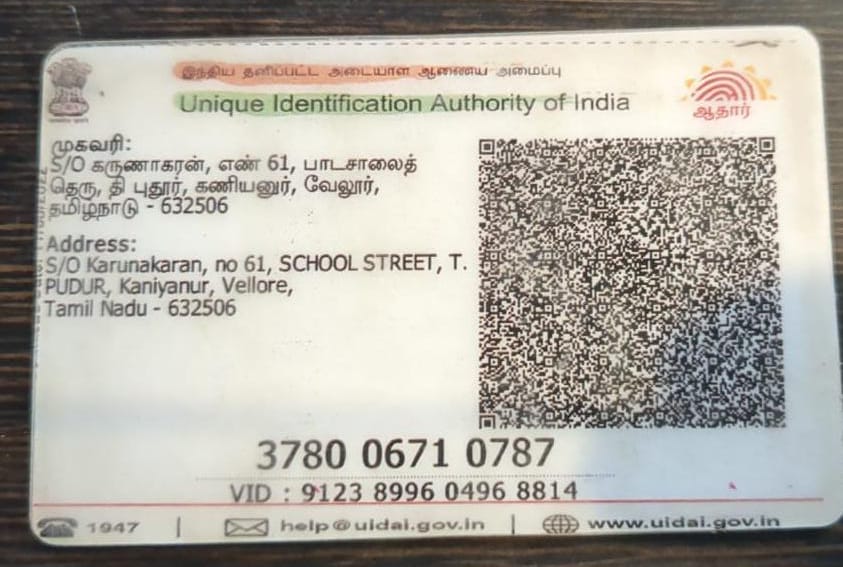 இந்திய தனிப்பட்ட அடையாள ஆணைய அமைப்பு
Unique Identification Authority of India
ஆதார்
முகவரி:
S/O கருணாகரன், எண் 61, பாடசாலைத்
தெரு, தி புதூர், கணியனுர், வேலூர்,
தமிழ்நாடு - 632506
Address:
S/O Karunakaran, no 61, SCHOOL STREET, T.
PUDUR, Kaniyanur, Vellore,
Tamil Nadu - 632506
3780 0671 0787
VID : 9123 8996 0496 8814
1947 | help@uidai.gov.in | www.uidai.gov.in